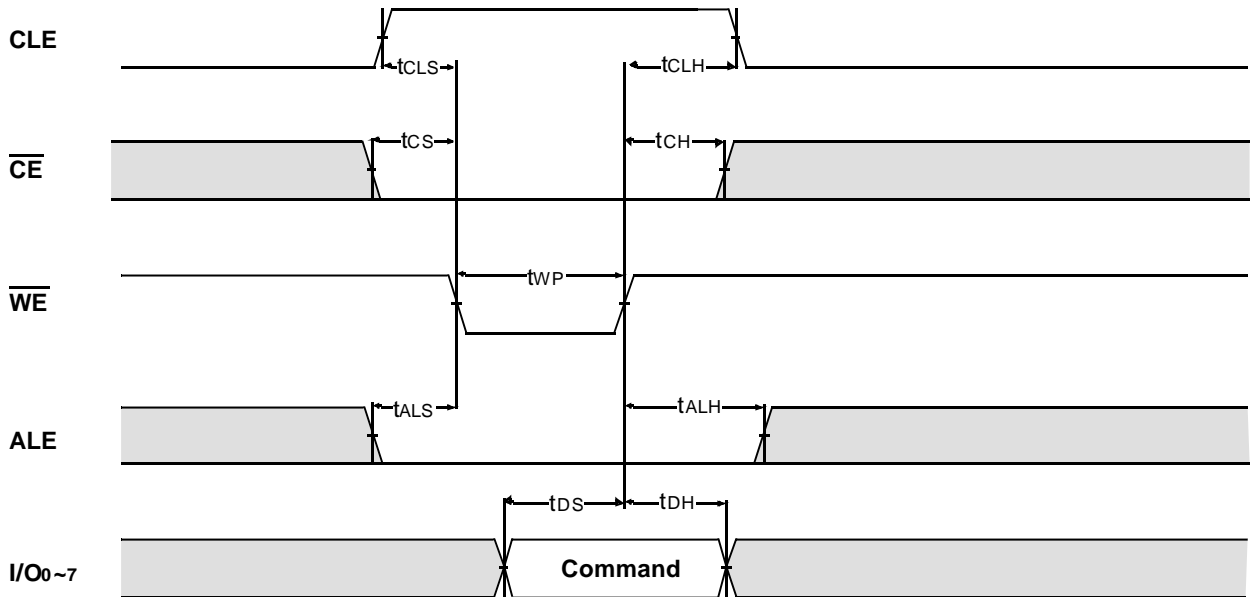 CLE
tCLS
tCLH
CE
tCS
tCH
WE
tWP
ALE
tALS
tALH
tDS
tDH
I/O0~7
Command